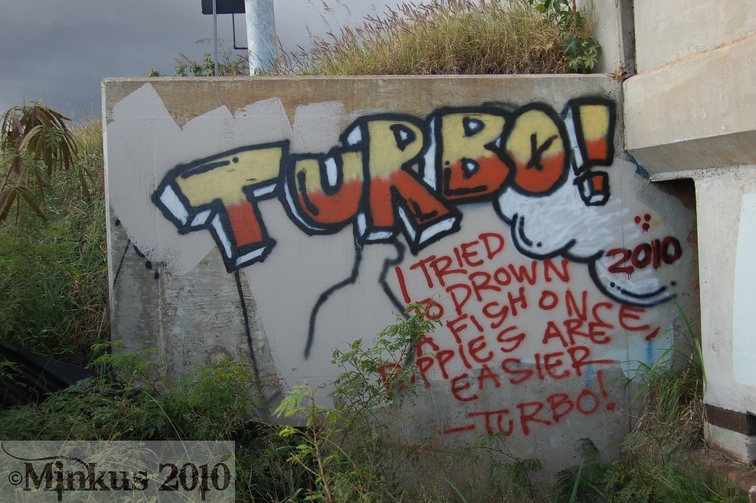 TURBO!
2010
I TRIED
TO DROWN
A FISH ONCE,
PUPPIES ARE
EASIER
—TURBO!
©Minkus 2010